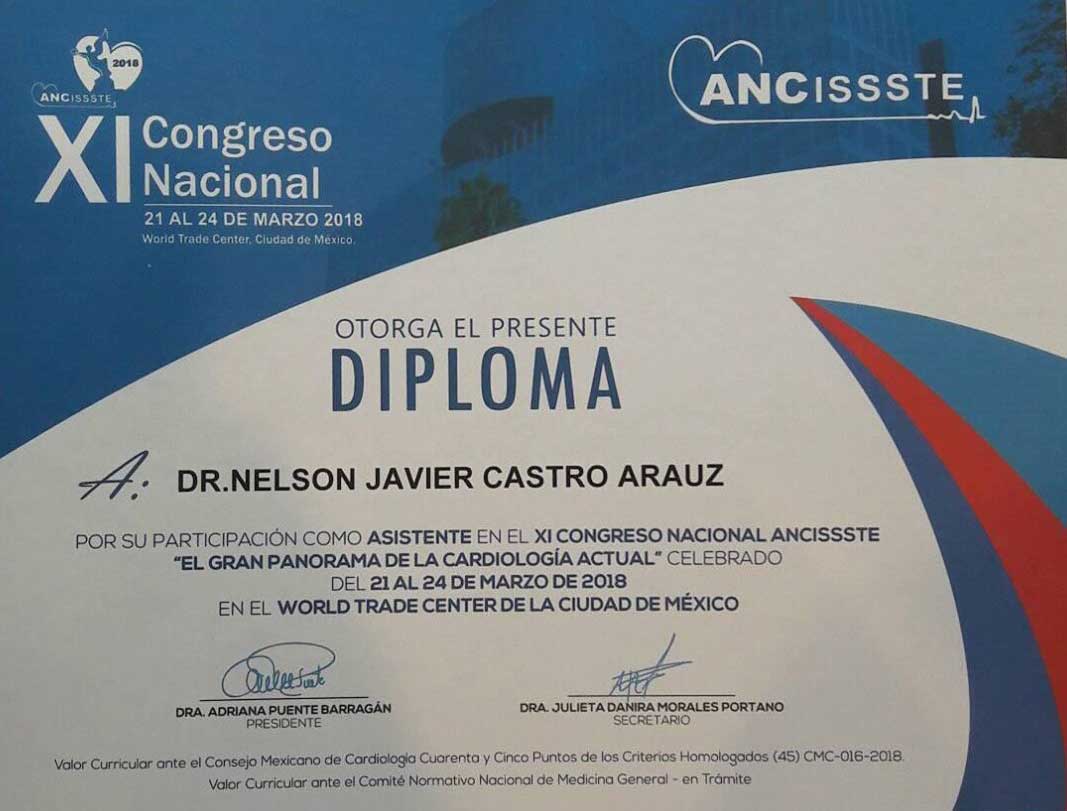 2018
ANCISSSTE
XI Congreso
Nacional
21 AL 24 DE MARZO 2018
World Trade Center, Ciudad de México.
ANCISSSTE
OTORGA EL PRESENTE
DIPLOMA
A: DR.NELSON JAVIER CASTRO ARAUZ
POR SU PARTICIPACIÓN COMO ASISTENTE EN EL XI CONGRESO NACIONAL ANCISSSTE
“EL GRAN PANORAMA DE LA CARDIOLOGÍA ACTUAL” CELEBRADO
DEL 21 AL 24 DE MARZO DE 2018
EN EL WORLD TRADE CENTER DE LA CIUDAD DE MÉXICO
DRA. ADRIANA PUENTE BARRAGÁN
PRESIDENTE
DRA. JULIETA DANIRA MORALES PORTANO
SECRETARIO
Valor Curricular ante el Consejo Mexicano de Cardiología Cuarenta y Cinco Puntos de los Criterios Homologados (45) CMC-016-2018.
Valor Curricular ante el Comité Normativo Nacional de Medicina General - en Trámite